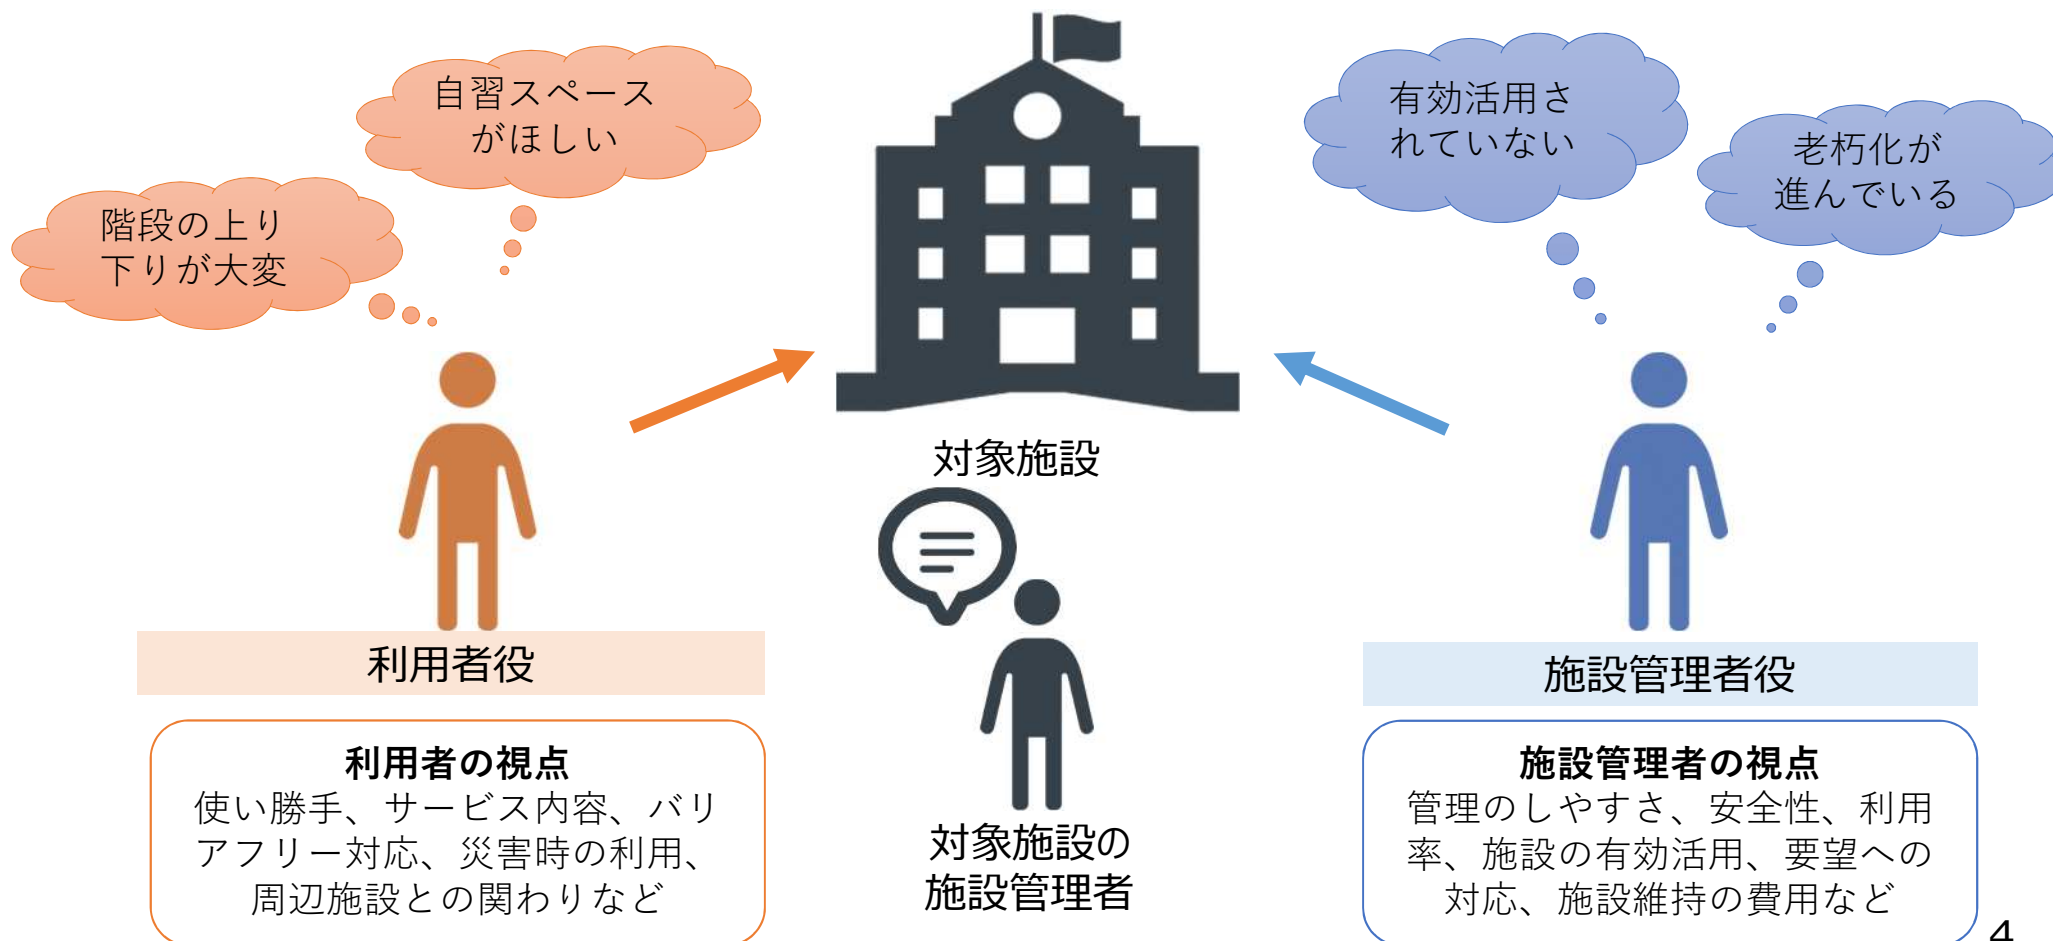 自習スペース
がほしい
階段の上り
下りが大変
有効活用さ
れていない
老朽化が
進んでいる
対象施設
利用者役
利用者の視点
使い勝手、サービス内容、バリ
アフリー対応、災害時の利用、
周辺施設との関わりなど
対象施設の
施設管理者
施設管理者役
施設管理者の視点
管理のしやすさ、安全性、利用
率、施設の有効活用、要望への
対応、施設維持の費用など
4